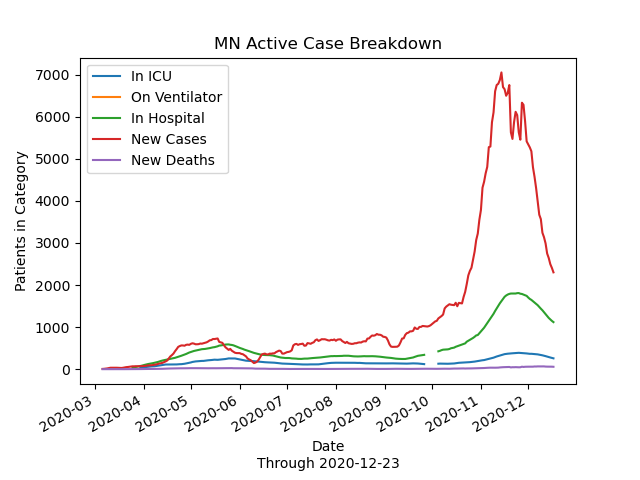 MN Active Case Breakdown
In ICU
On Ventilator
In Hospital
New Cases
New Deaths
Patients in Category
7000
6000
5000
4000
3000
2000
1000
0
2020-03
2020-04
2020-05
2020-06
2020-07
2020-08
2020-09
2020-10
2020-11
2020-12
Date
Through 2020-12-23